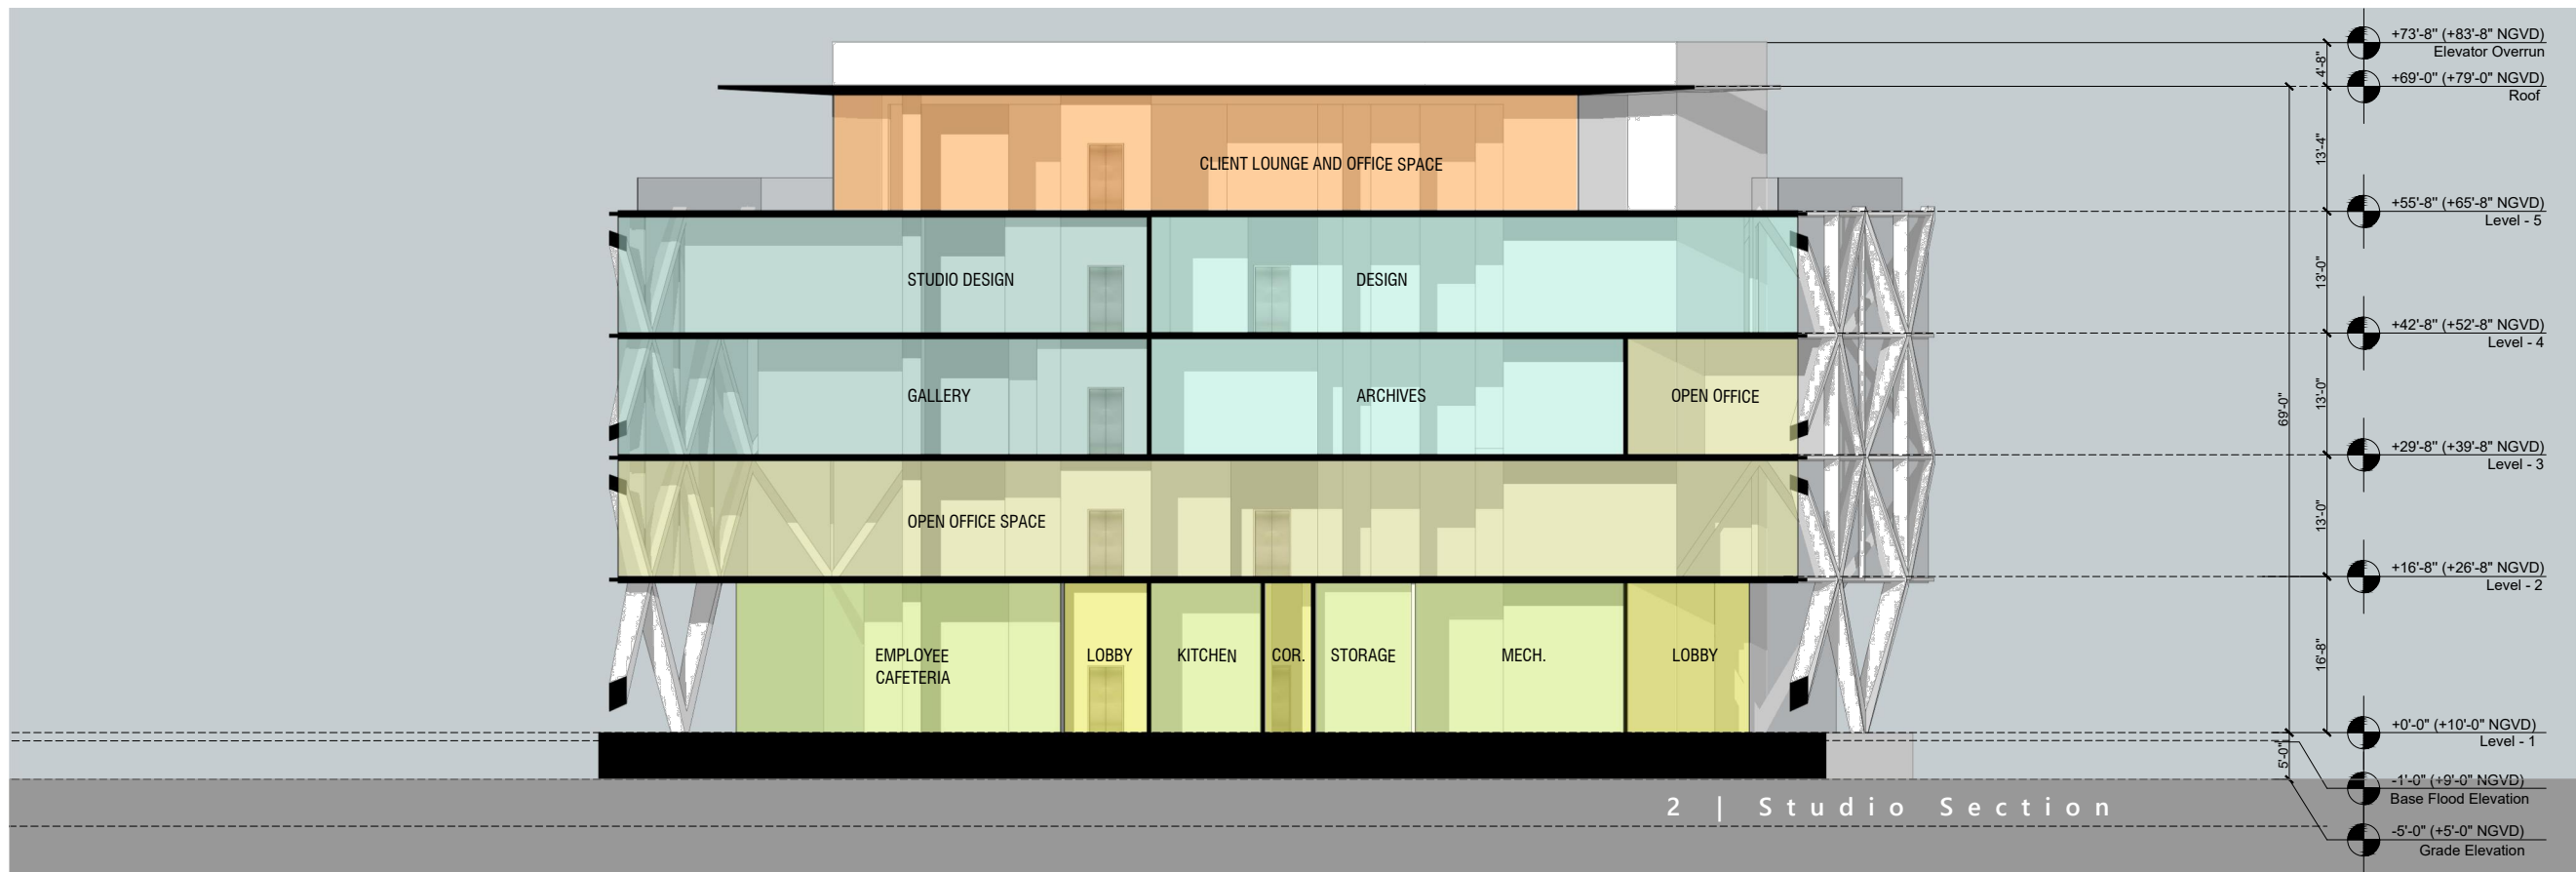 +73'-8" (+83'-8" NGVD)
Elevator Overrun
4'-8"
+69'-0" (+79'-0" NGVD)
Roof
13'-4"
CLIENT LOUNGE AND OFFICE SPACE
+55'-8" (+65'-8" NGVD)
Level - 5
13'-0"
STUDIO DESIGN
DESIGN
+42'-8" (+52'-8" NGVD)
Level - 4
13'-0"
69'-0"
GALLERY
ARCHIVES
OPEN OFFICE
+29'-8" (+39'-8" NGVD)
Level - 3
13'-0"
OPEN OFFICE SPACE
+16'-8" (+26'-8" NGVD)
Level - 2
16'-8"
EMPLOYEE
CAFETERIA
LOBBY
KITCHEN
COR.
STORAGE
MECH.
LOBBY
+0'-0" (+10'-0" NGVD)
Level - 1
5'-0"
-1'-0" (+9'-0" NGVD)
Base Flood Elevation
2 | Studio Section
-5'-0" (+5'-0" NGVD)
Grade Elevation